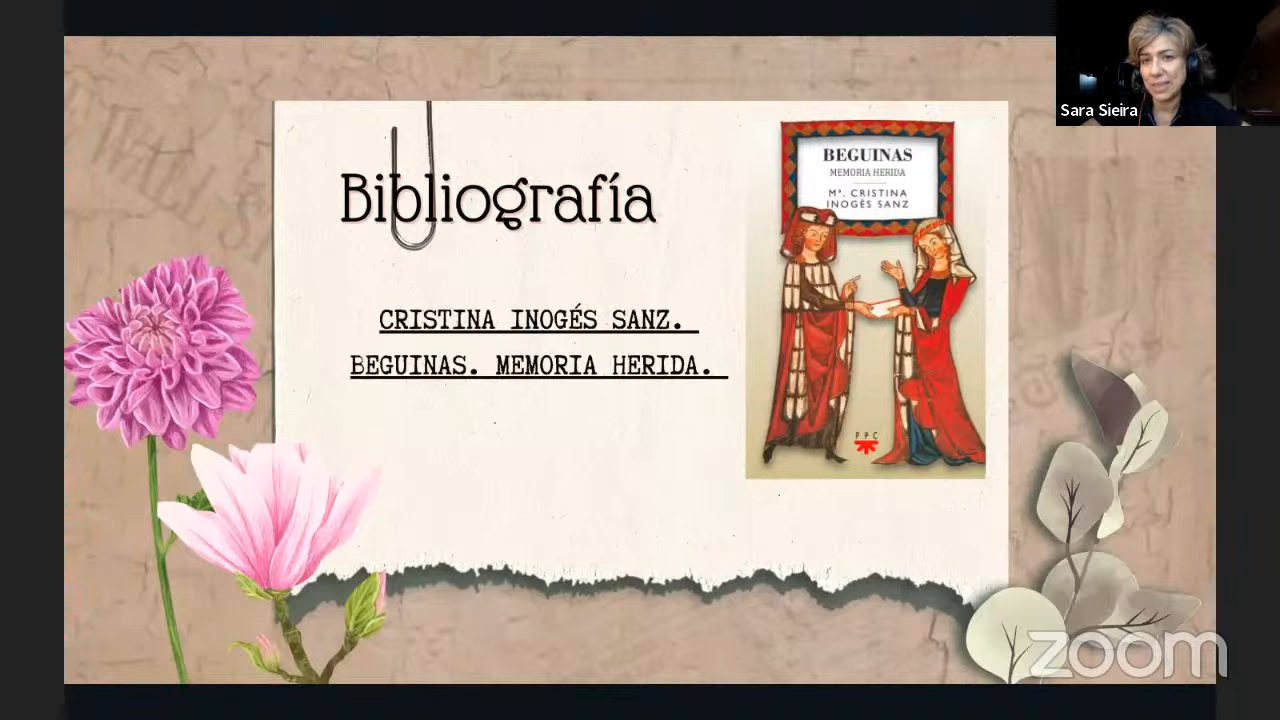 Sara Sieira
Bibliografía
CRISTINA INOGÉS SANZ.
BEGUINAS. MEMORIA HERIDA.
BEGUINAS
MEMORIA HERIDA
Mª. CRISTINA
INOGÉS SANZ
PPC
zoom